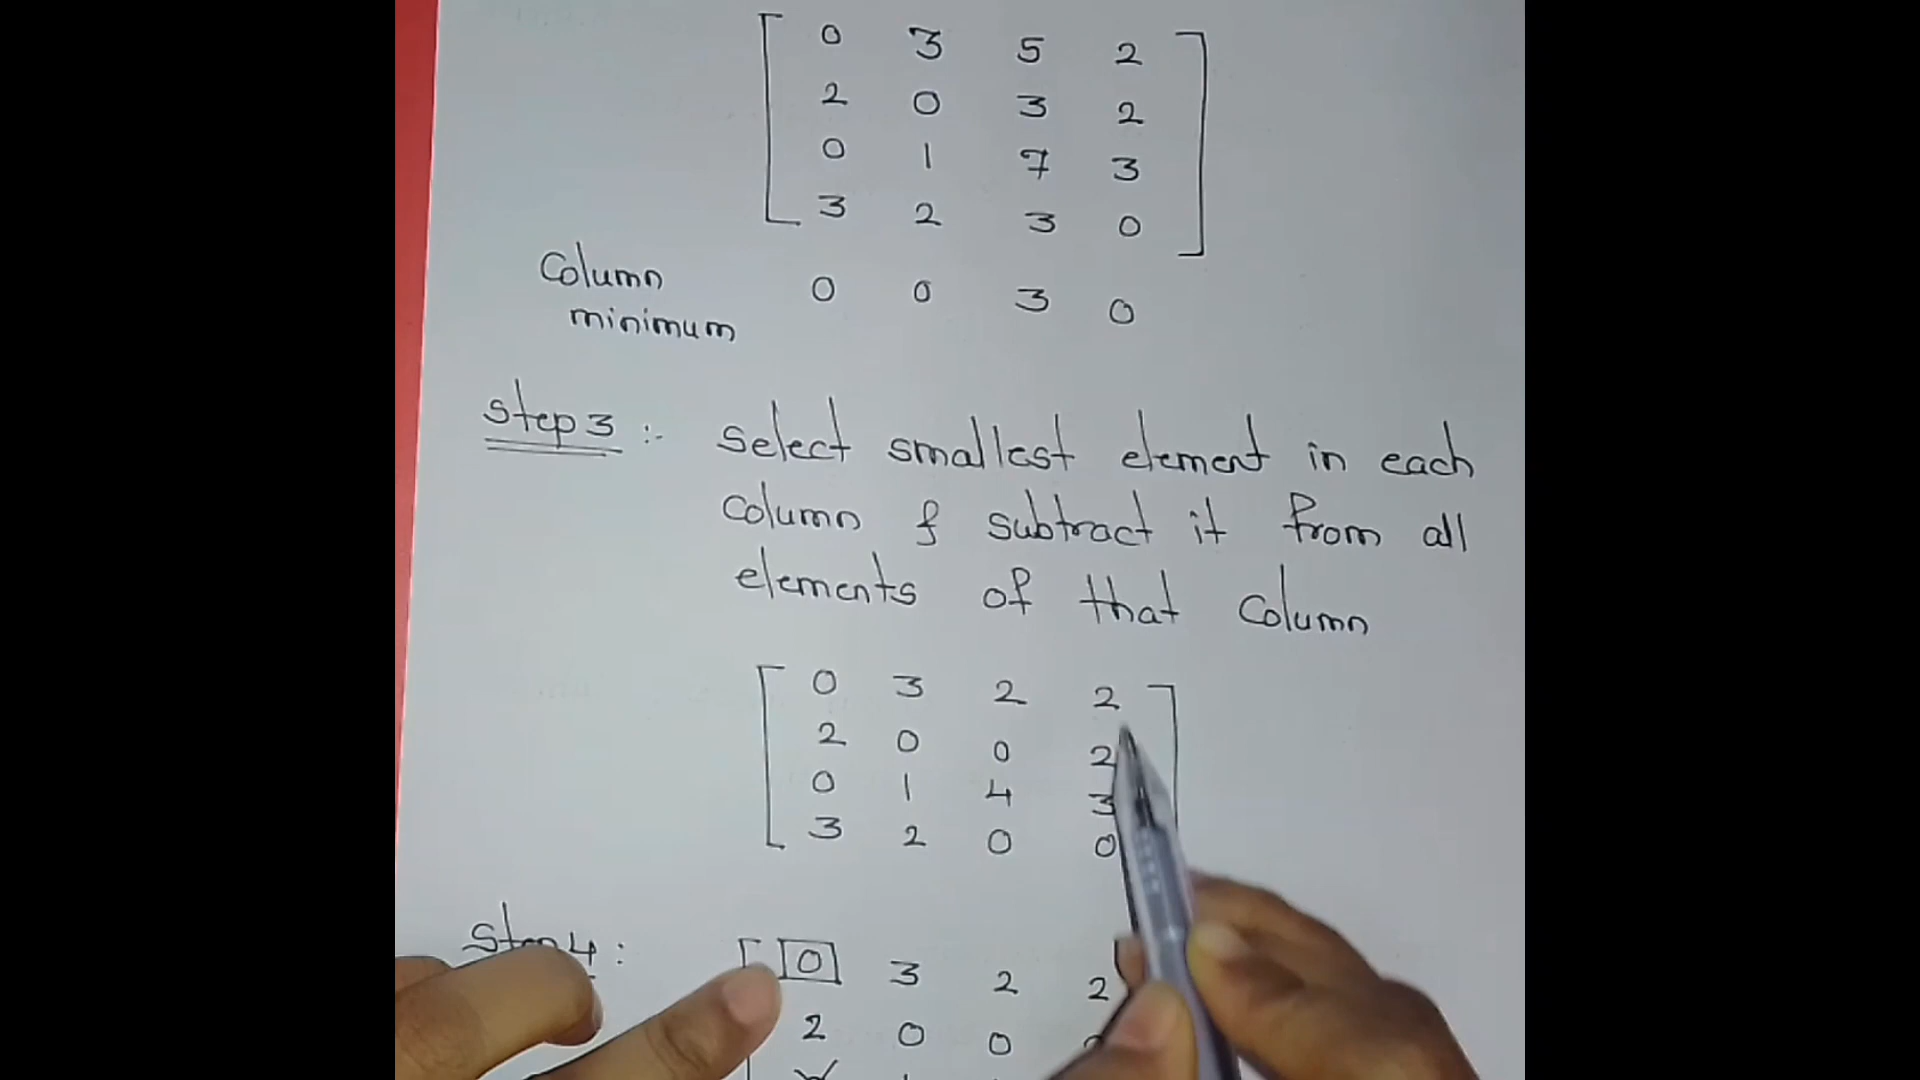 0 3 5 2
2 0 3 2
0 1 7 3
3 2 3 0
Column
minimum
0 0 3 0
Step 3 :- Select smallest element in each
column & subtract it from all
elements of that column
0 3 2 2
2 0 0 2
0 1 4 3
3 2 0 0
Step 4 :
0 3 2 2
2 0 0